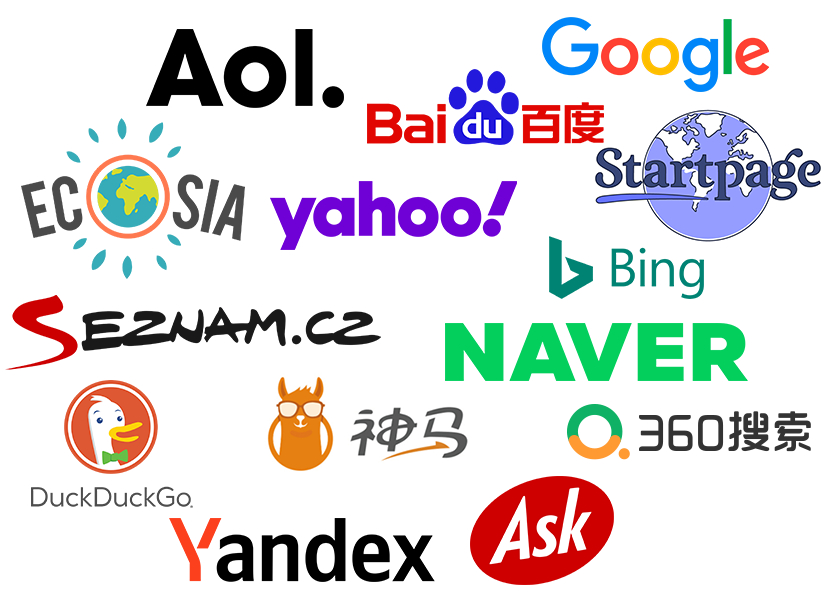 Aol.
Google
Baidu百度
ECOSIA
Startpage
yahoo!
Bing
SEZNAM.CZ
NAVER
DuckDuckGo.
神马
360搜索
Yandex
Ask